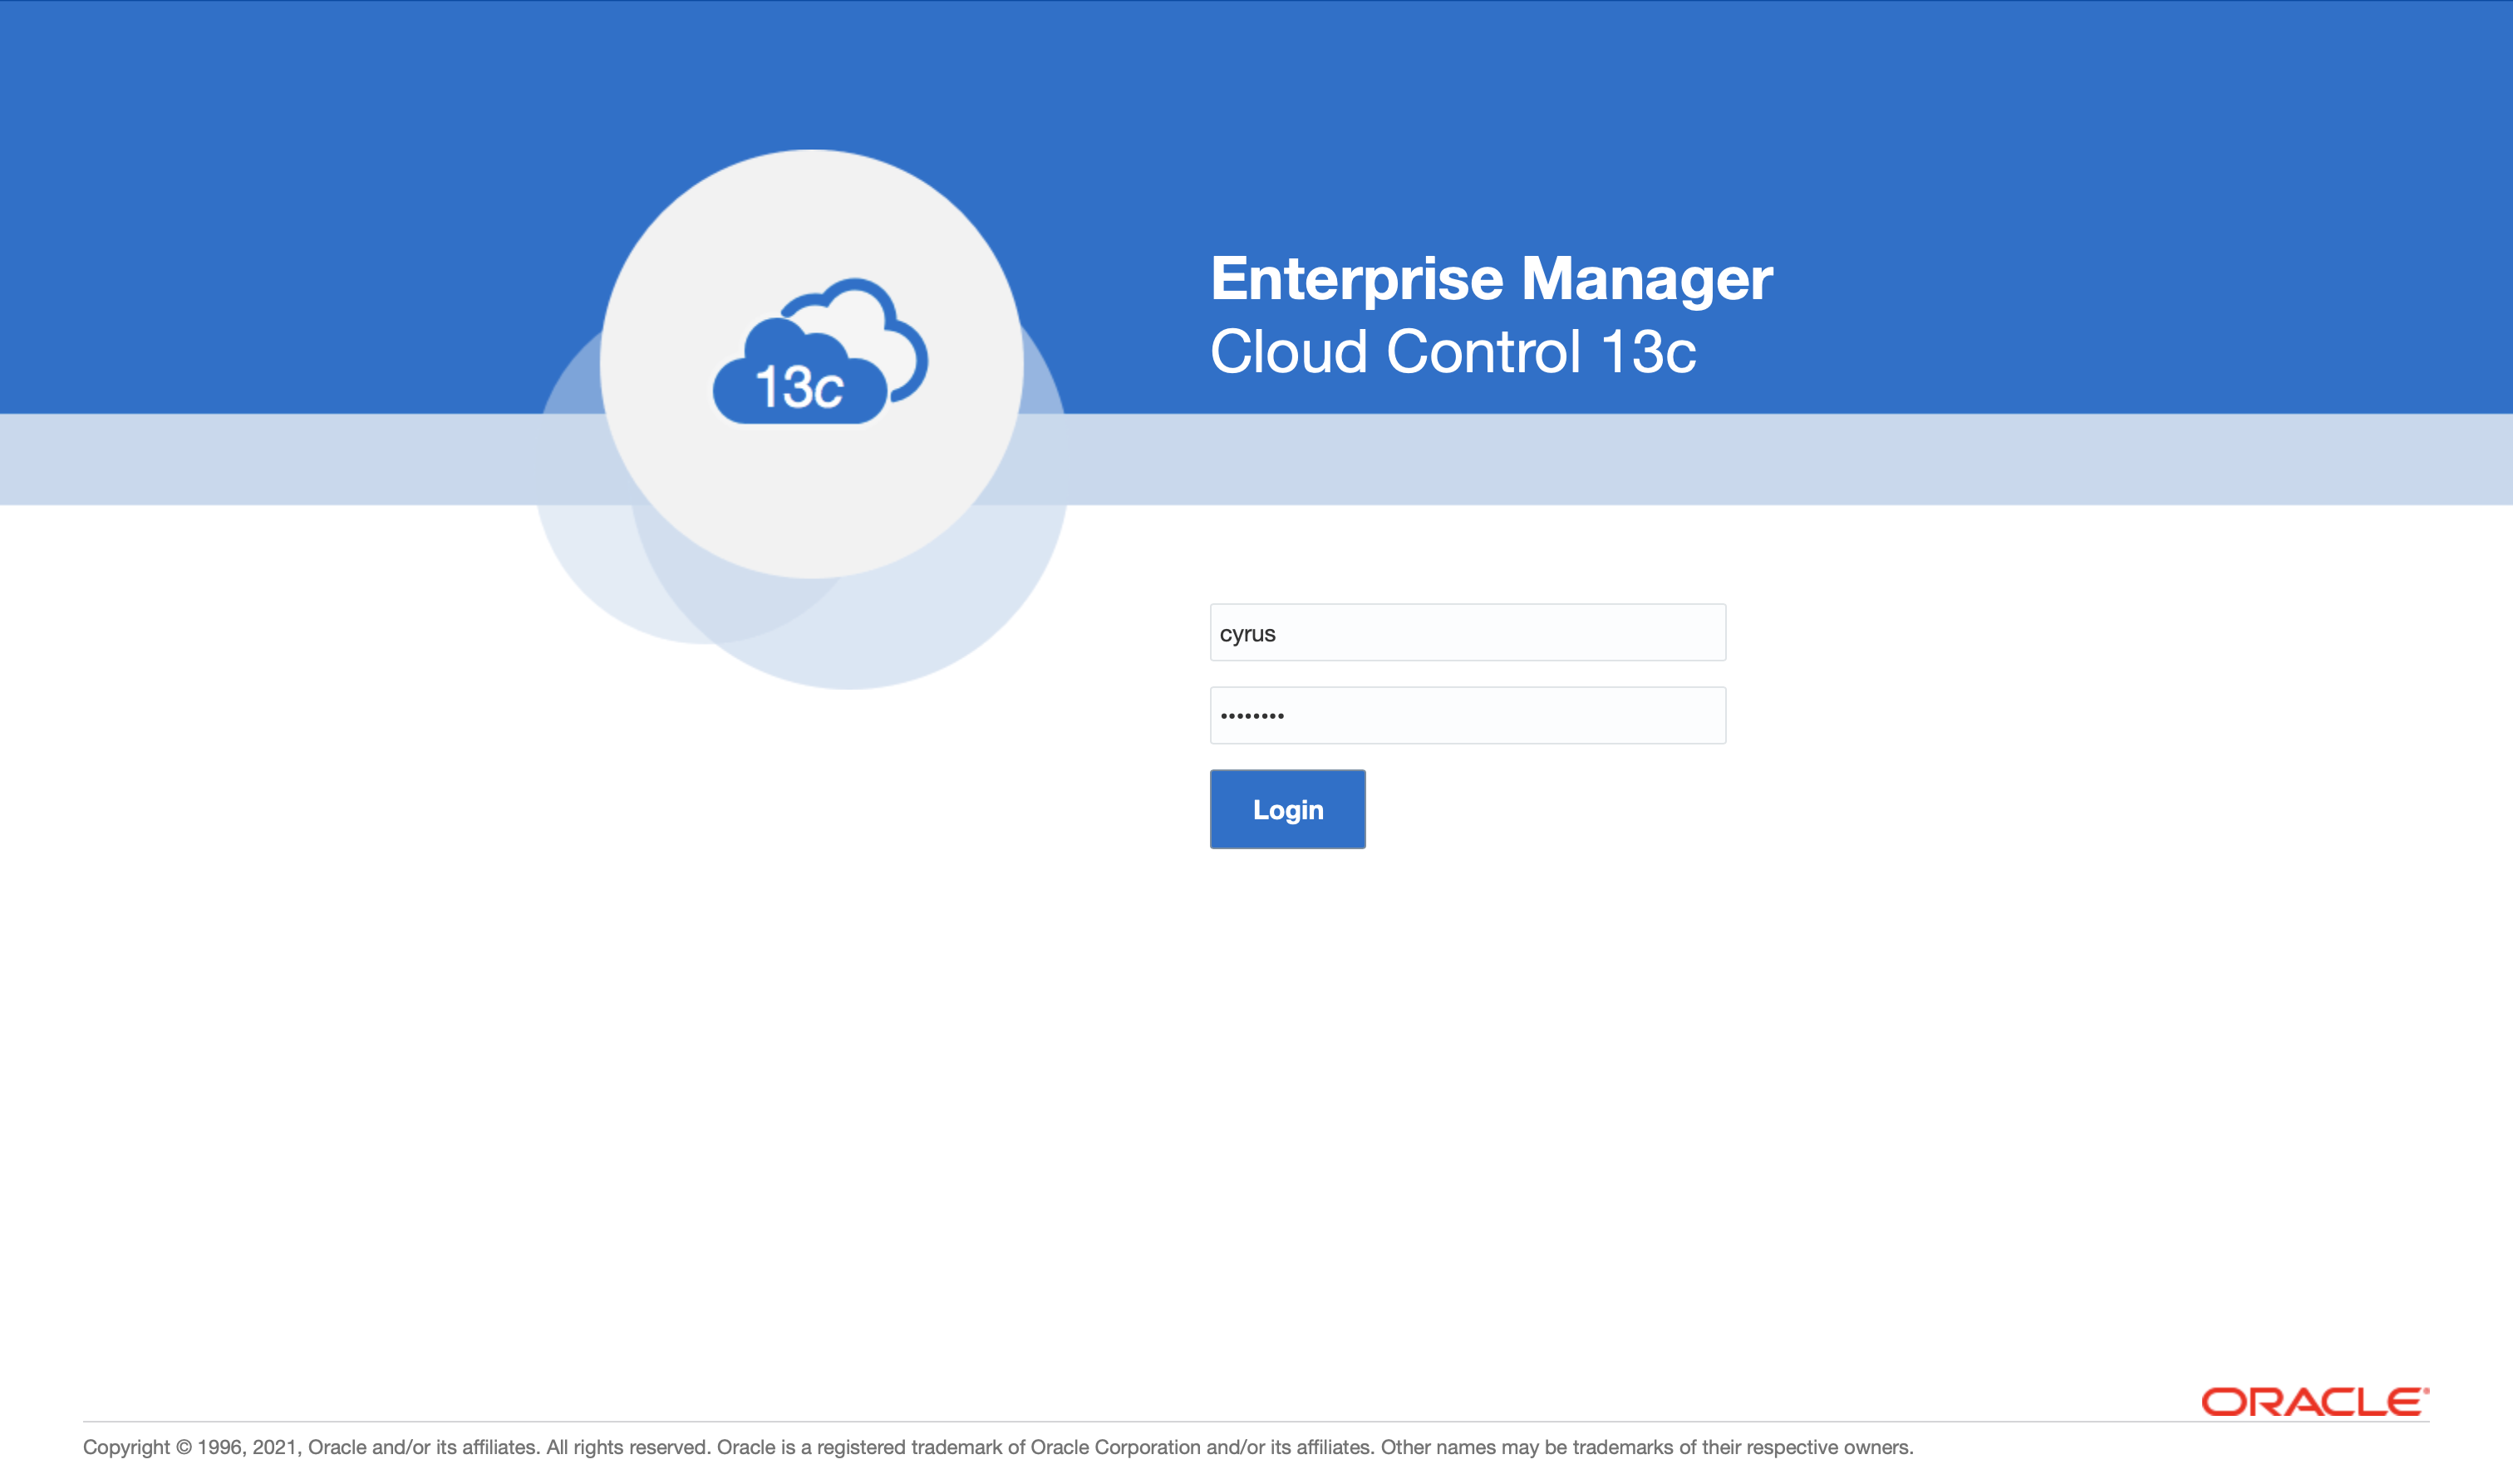 13c
Enterprise Manager
Cloud Control 13c
cyrus
••••••••
Login
ORACLE®
Copyright © 1996, 2021, Oracle and/or its affiliates. All rights reserved. Oracle is a registered trademark of Oracle Corporation and/or its affiliates. Other names may be trademarks of their respective owners.